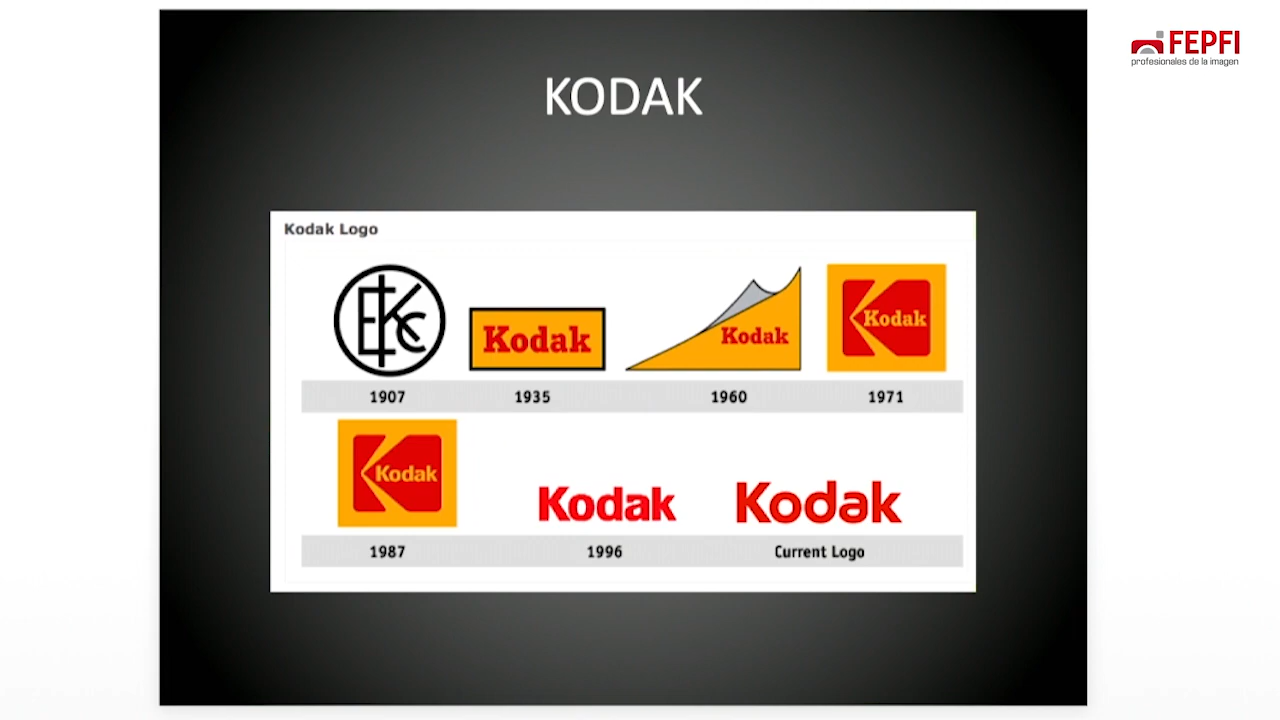 FEPFI
profesionales de la imagen
KODAK
Kodak Logo
EKC
Kodak
Kodak
Kodak
1907 1935 1960 1971
Kodak
Kodak
Kodak
1987 1996 Current Logo